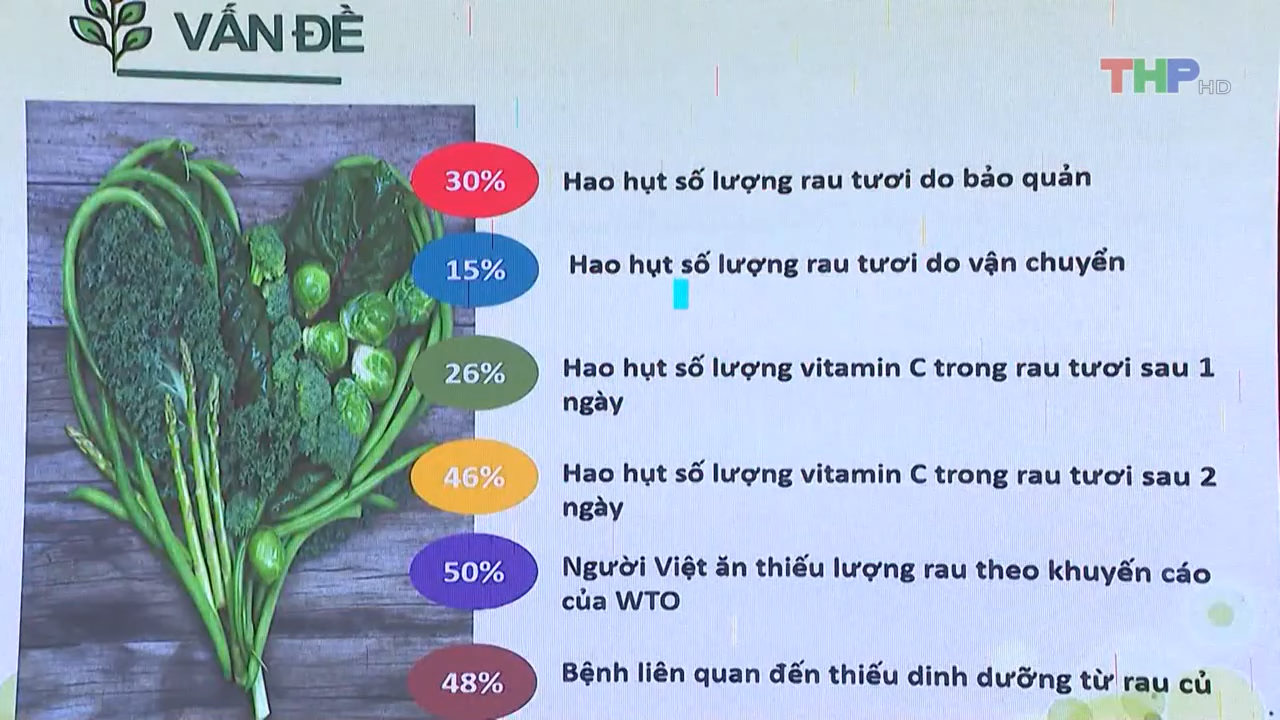 VẤN ĐỀ
THP HD
30%
Hao hụt số lượng rau tươi do bảo quản
15%
Hao hụt số lượng rau tươi do vận chuyển
26%
Hao hụt số lượng vitamin C trong rau tươi sau 1
ngày
46%
Hao hụt số lượng vitamin C trong rau tươi sau 2
ngày
50%
Người Việt ăn thiếu lượng rau theo khuyến cáo
của WTO
48%
Bệnh liên quan đến thiếu dinh dưỡng từ rau củ